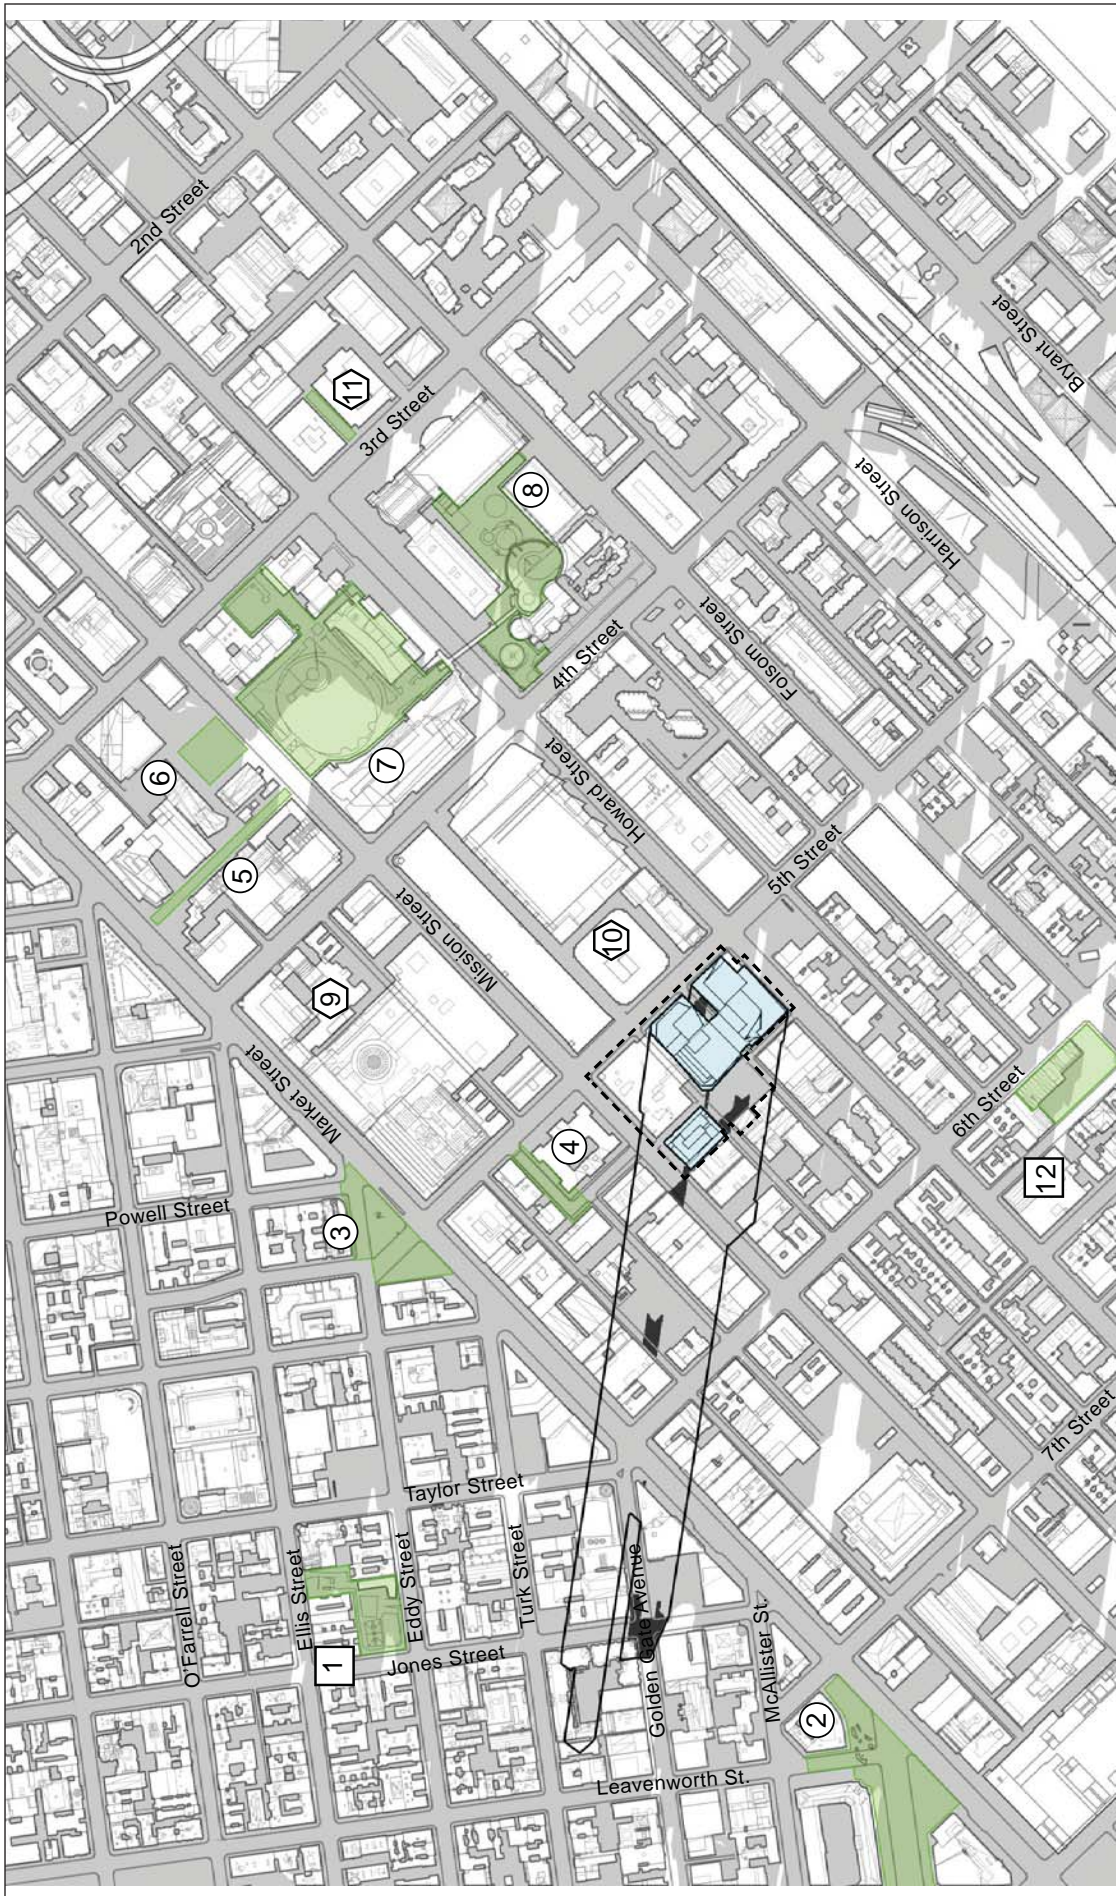 2nd Street
11
3rd Street
Bryant Street
8
Harrison Street
6
7
4th Street
Folsom Street
5
Howard Street
5th Street
9
Mission Street
10
Market Street
6th Street
4
12
Powell Street
3
7th Street
Taylor Street
O'Farrell Street
Ellis Street
Eddy Street
Turk Street
Golden Gate Avenue
1
Jones Street
McAllister St.
2
Leavenworth St.